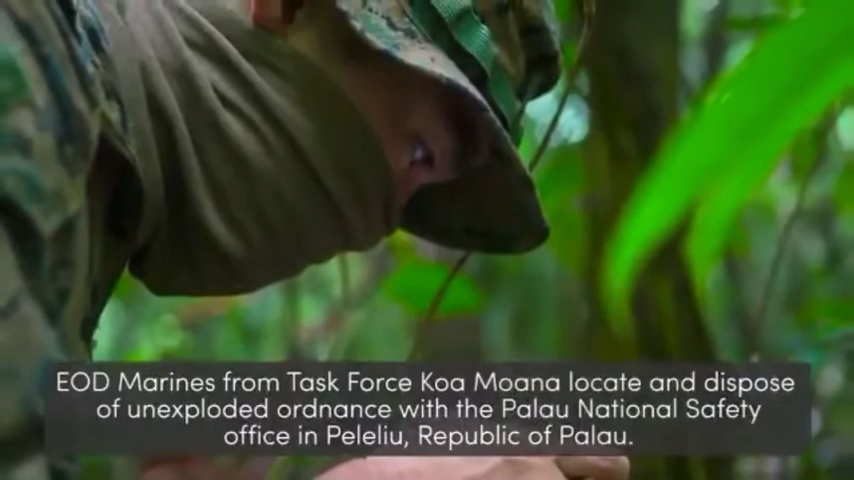 EOD Marines from Task Force Koa Moana locate and dispose
of unexploded ordnance with the Palau National Safety
office in Peleliu, Republic of Palau.